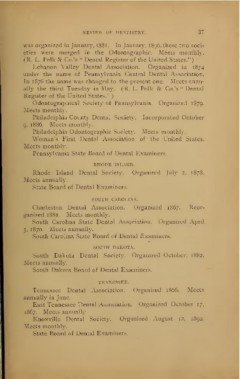 REVIEW OF DENTISTRY. 37
was organized in January, 1881. In January, 1892, these two soci-
eties were merged in the Odontographic. Meets monthly.
(R. L. Polk & Co.'s "Dental Register of the United States.")
Lebanon Valley Dental Association. Organized in 1874
under the name of Pennsylvania Central Dental Association.
In 1876 the name was changed to the present one. Meets annu-
ally the third Tuesday in May. (R. L. Polk & Co.'s "Dental
Register of the United States.")
Odontographical Society of Pennsylvania. Organized 1879.
Meets monthly.
Philadelphia County Dental Society. Incorporated October
9, 1886. Meets monthly.
Philadelphia Odontographic Society. Meets monthly.
Woman's First Dental Association of the United States.
Meets monthly.
Pennsylvania State Board of Dental Examiners.
RHODE ISLAND.
Rhode Island Dental Society. Organized July 2, 1878.
Meets annually.
State Board of Dental Examiners.
SOUTH CAROLINA.
Charleston Dental Association. Organized 1867. Reor-
ganized 1881. Meets monthly.
South Carolina State Dental Association. Organized April
5, 1870. Meets annually.
South Carolina State Board of Dental Examiners.
SOUTH DAKOTA.
South Dakota Dental Society. Organized October, 1882.
Meets annually.
South Dakota Board of Dental Examiners.
TENNESSEE.
Tennessee Dental Association. Organized 1866. Meets
annually in June.
East Tennessee Dental Association. Organized October 17,
1867. Meets annually.
Knoxville Dental Society. Organized August 18, 1892.
Meets monthly.
State Board of Dental Examiners.